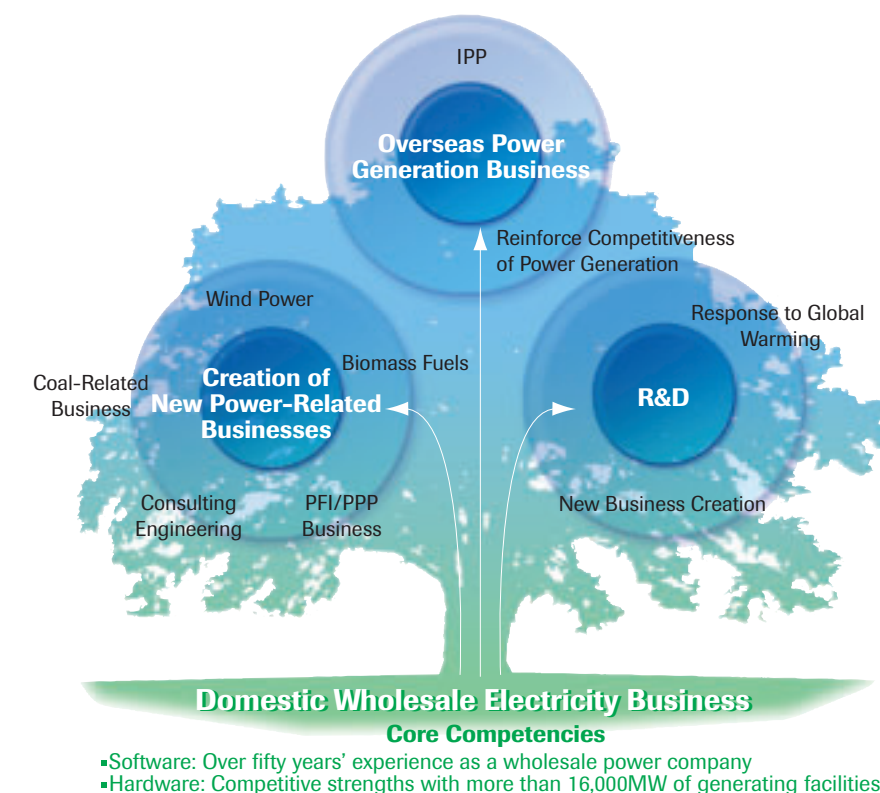 IPP
Overseas Power
Generation Business
Reinforce Competitiveness
of Power Generation
Wind Power
Biomass Fuels
Coal-Related
Business
Creation of
New Power-Related
Businesses
Consulting
Engineering
PFI/PPP
Business
Response to Global
Warming
R&D
New Business Creation
Domestic Wholesale Electricity Business
Core Competencies
▪Software: Over fifty years’ experience as a wholesale power company
▪Hardware: Competitive strengths with more than 16,000MW of generating facilities